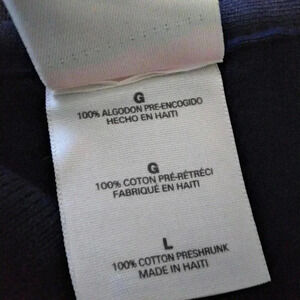 G
100% ALGODON PRE-ENCOGIDO
HECHO EN HAITI
G
100% COTON PRÉ-RÉTRÉCI
FABRIQUÉ EN HAITI
L
100% COTTON PRESHRUNK
MADE IN HAITI